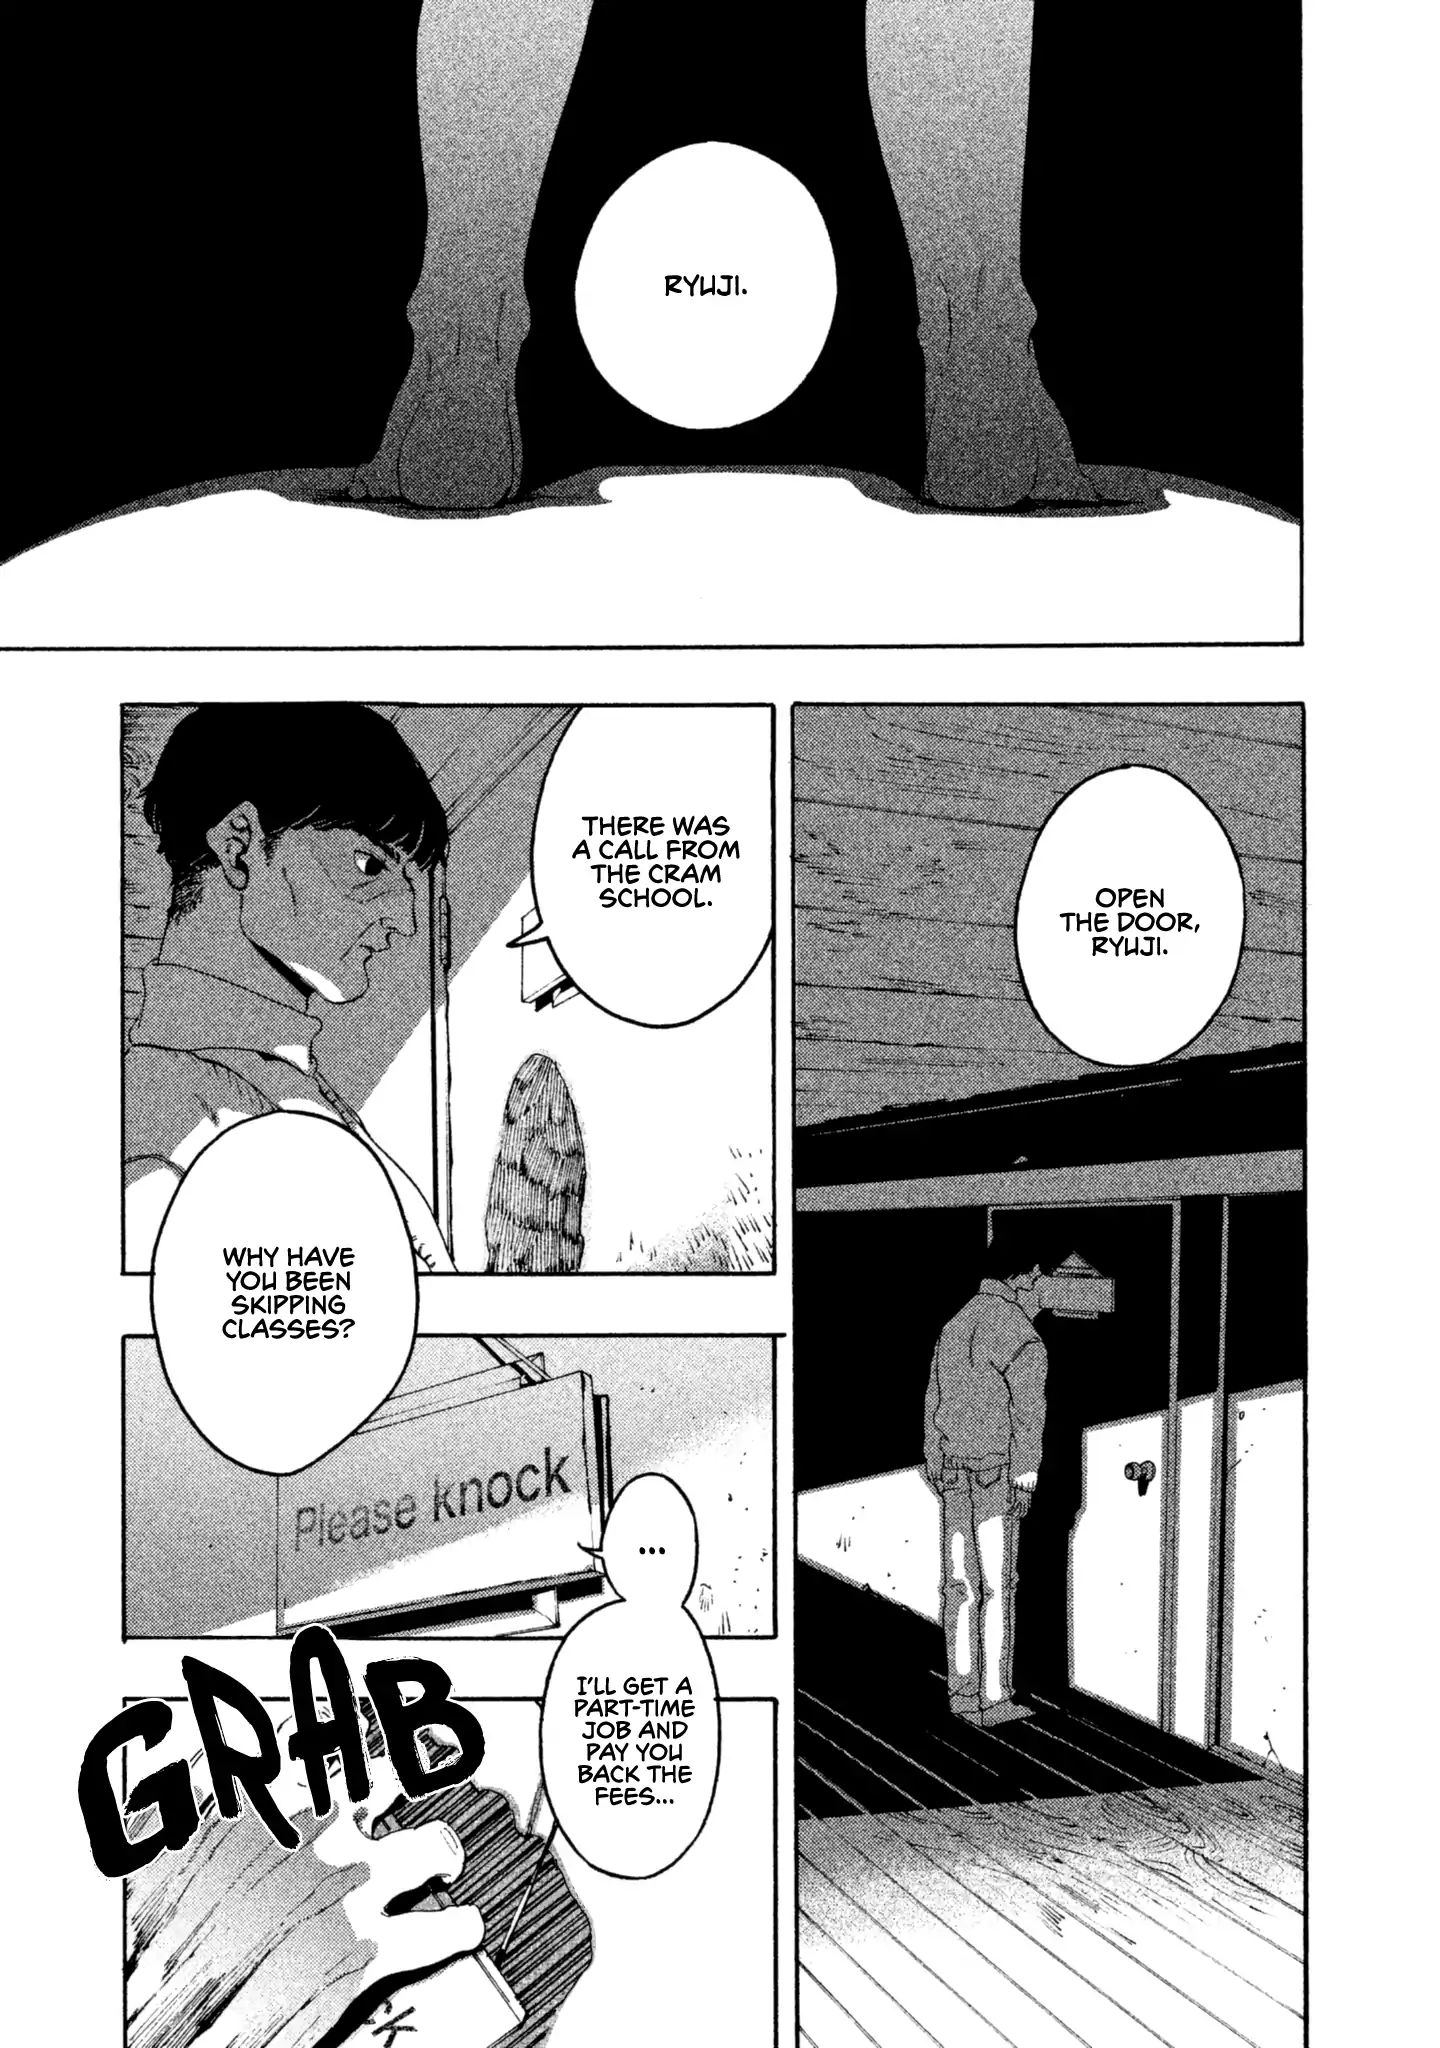 RYUJI.
OPEN
THE DOOR,
RYUJI.
THERE WAS
A CALL FROM
THE CRAM
SCHOOL.
WHY HAVE
YOU BEEN
SKIPPING
CLASSES?
Please knock
...
I'LL GET A
PART-TIME
JOB AND
PAY YOU
BACK THE
FEES...
GRAB